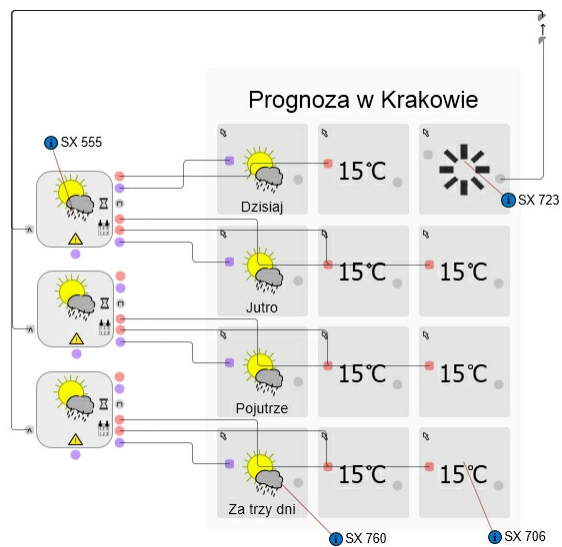 Prognoza w Krakowie
SX 555
15°C
SX 723
Dzisiaj
15°C
15°C
Jutro
15°C
15°C
Pojutrze
15°C
15°C
Za trzy dni
SX 760
SX 706